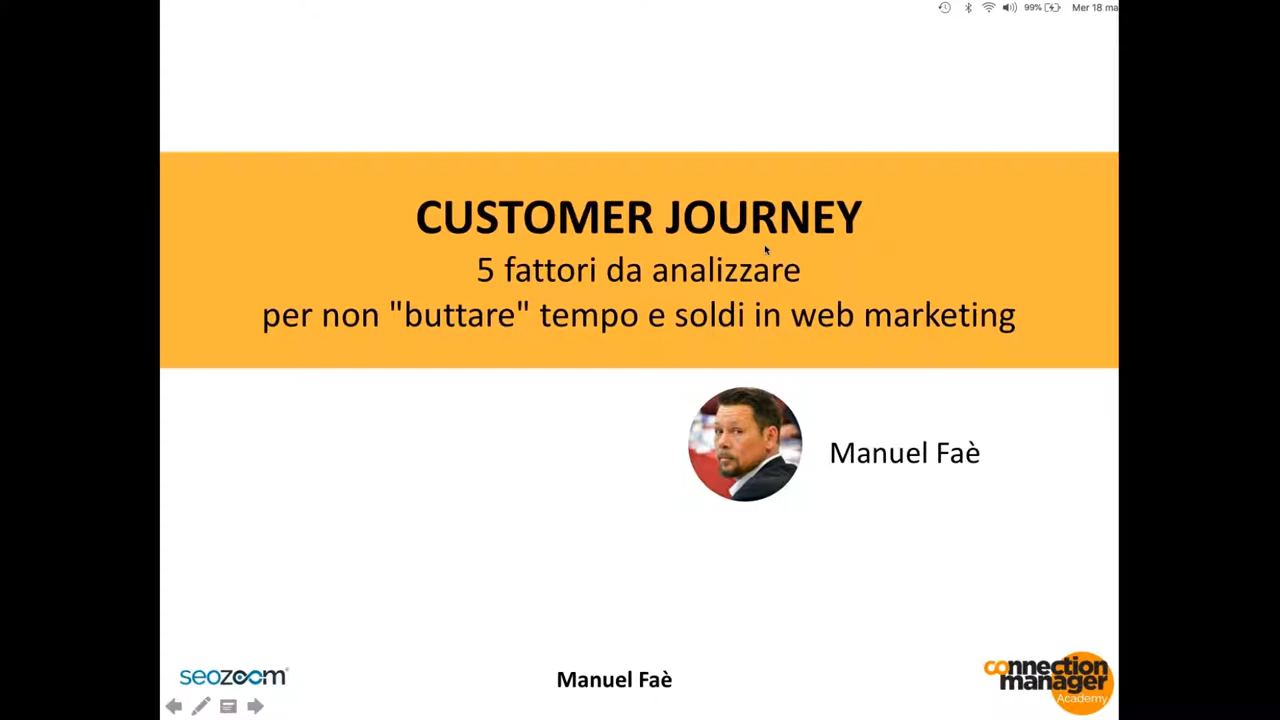 99% Mer 18 ma
CUSTOMER JOURNEY
5 fattori da analizzare
per non "buttare" tempo e soldi in web marketing
Manuel Faè
seozoom
Manuel Faè
connection
manager
Academy